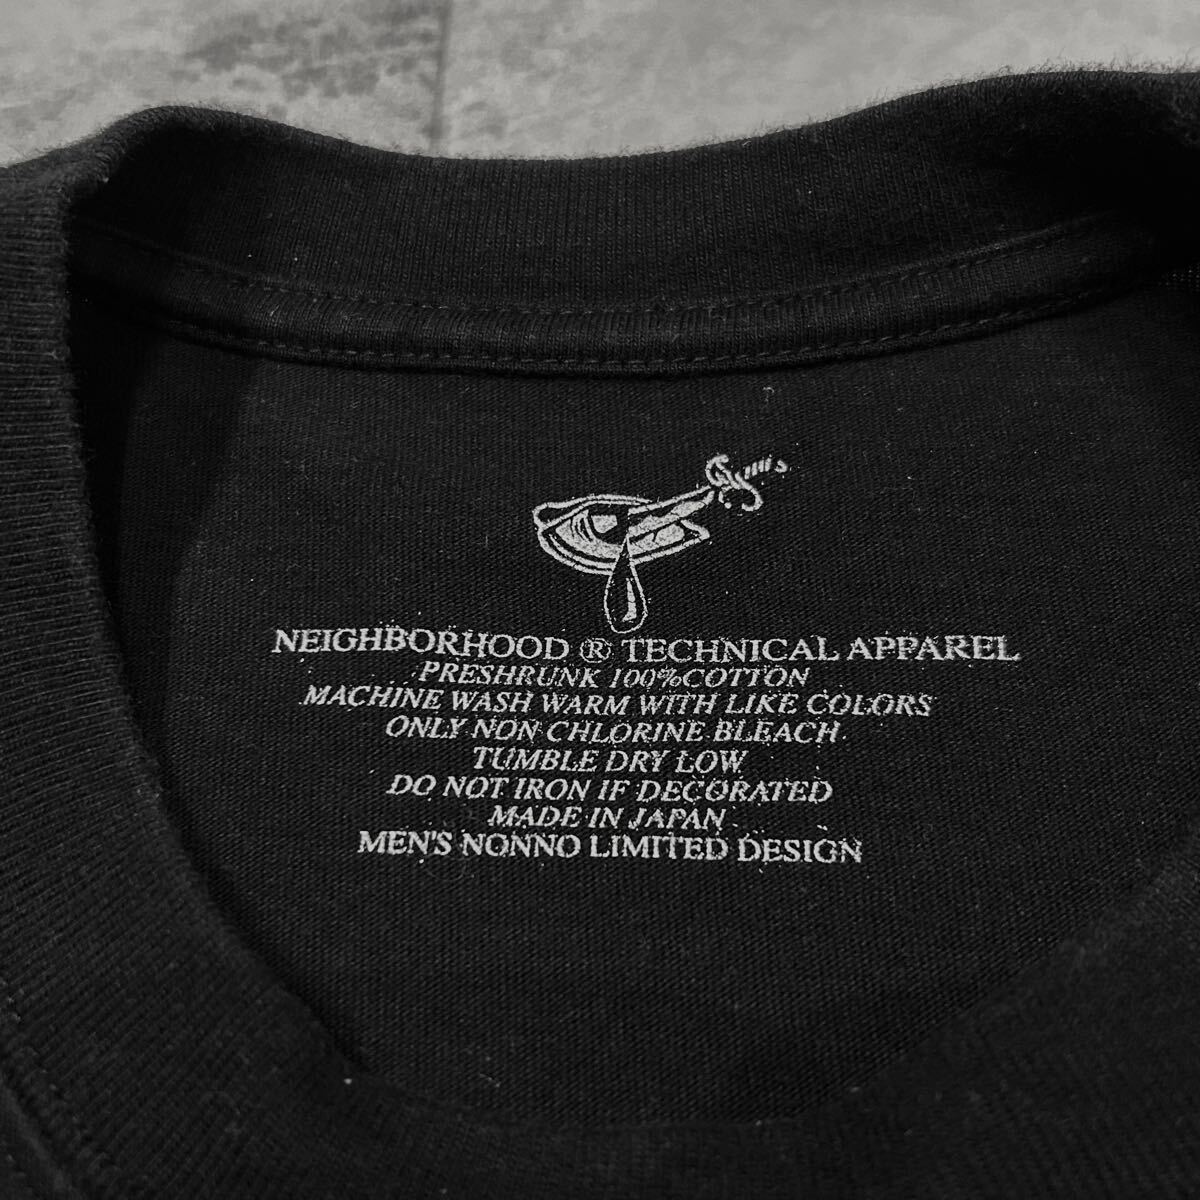 NEIGHBORHOOD ® TECHNICAL APPAREL
PRESHRUNK 100%COTTON
MACHINE WASH WARM WITH LIKE COLORS
ONLY NON CHLORINE BLEACH
TUMBLE DRY LOW
DO NOT IRON IF DECORATED
MADE IN JAPAN
MEN'S NONNO LIMITED DESIGN